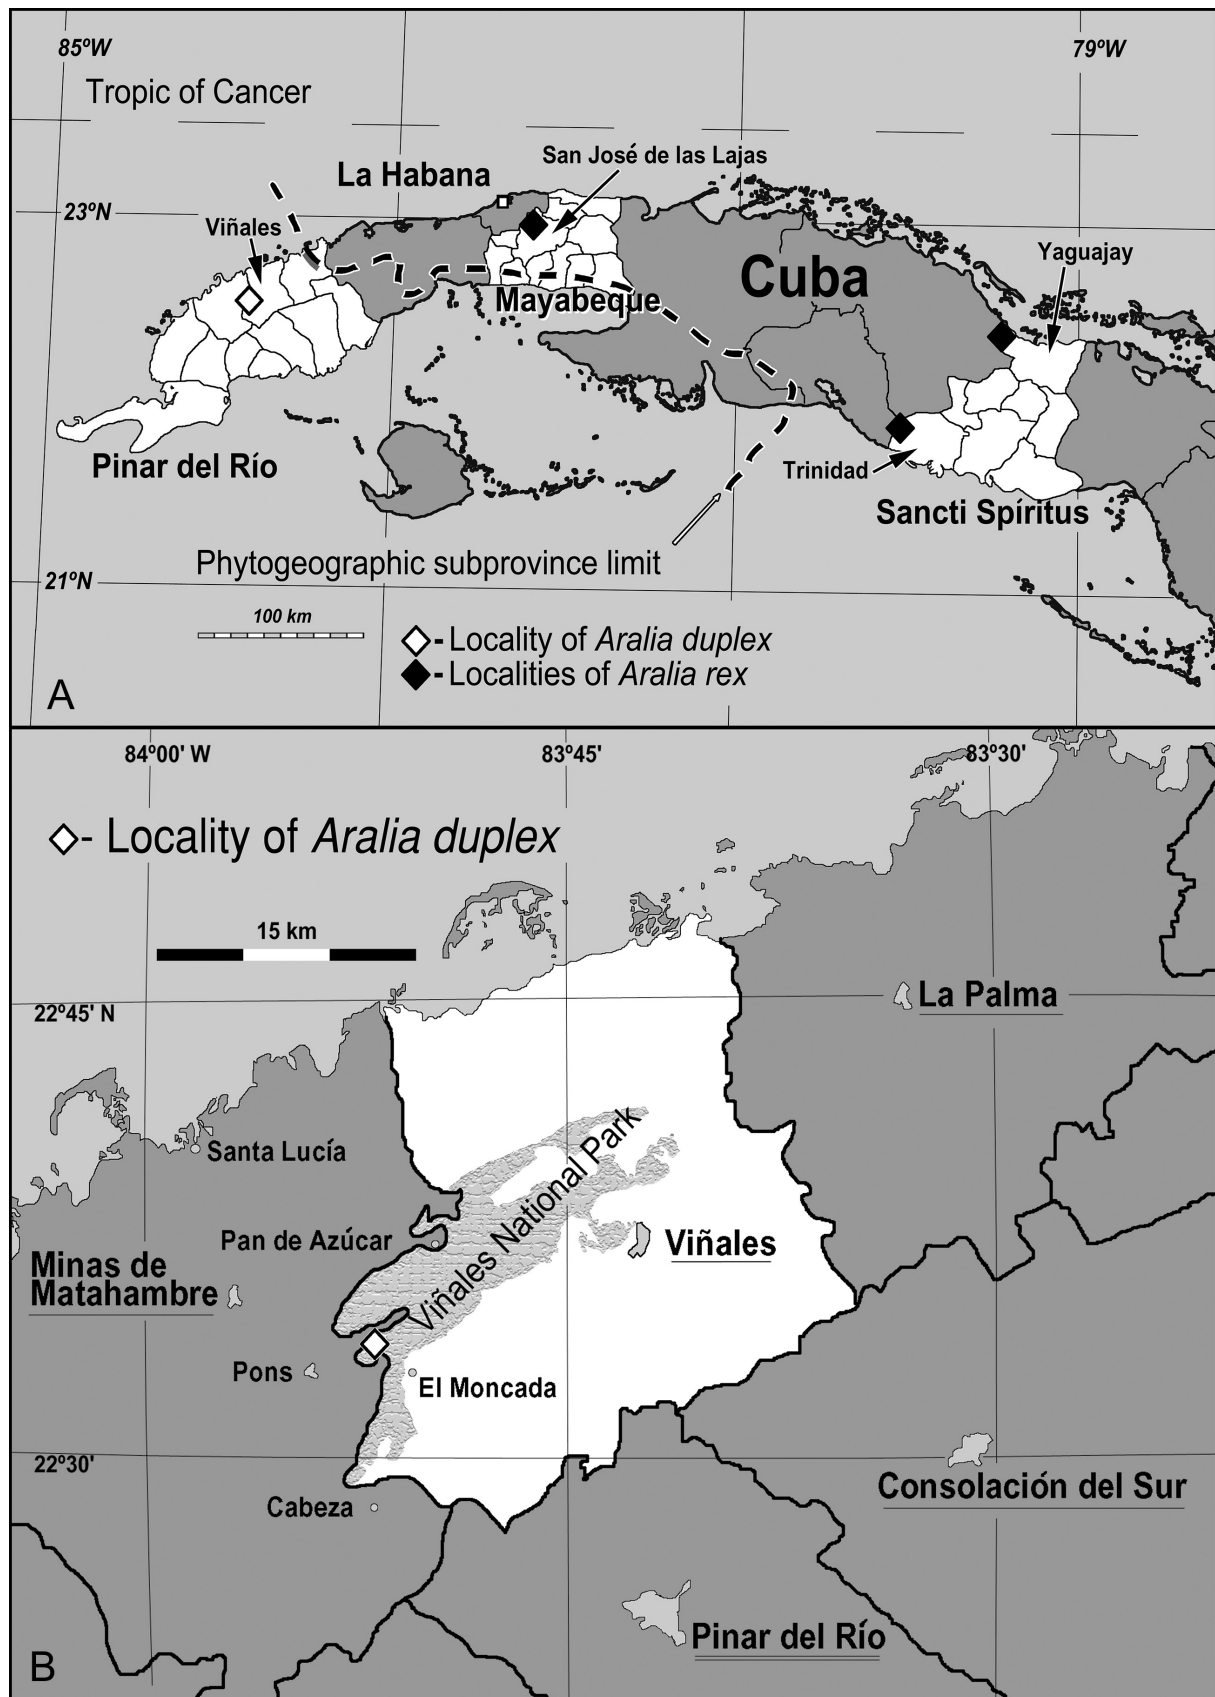 85ºW
79ºW
Tropic of Cancer
San José de las Lajas
La Habana
23ºN
Viñales
Yaguajay
Cuba
Mayabeque
Pinar del Río
Trinidad
Sancti Spíritus
Phytogeographic subprovince limit
21ºN
100 km
- Locality of Aralia duplex
- Localities of Aralia rex
A
84º00' W
83º45'
83º30'
- Locality of Aralia duplex
15 km
22º45' N
La Palma
Santa Lucía
Viñales National Park
Pan de Azúcar
Viñales
Minas de
Matahambre
Pons
El Moncada
22º30'
Consolación del Sur
Cabeza
Pinar del Río
B